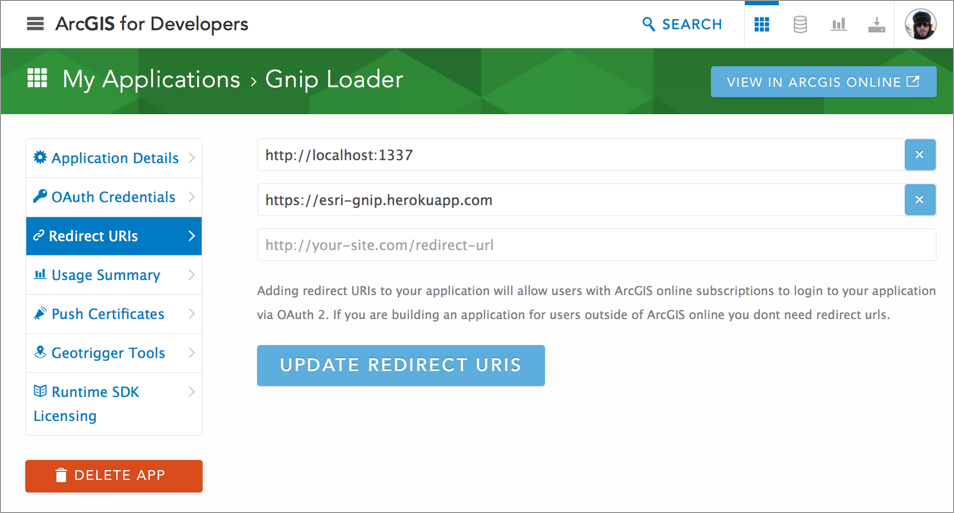 ArcGIS for Developers
SEARCH
My Applications › Gnip Loader
VIEW IN ARCGIS ONLINE
Application Details
OAuth Credentials
Redirect URIs
Usage Summary
Push Certificates
Geotrigger Tools
Runtime SDK
Licensing
DELETE APP
http://localhost:1337
https://esri-gnip.herokuapp.com
http://your-site.com/redirect-url
Adding redirect URIs to your application will allow users with ArcGIS online subscriptions to login to your application
via OAuth 2. If you are building an application for users outside of ArcGIS online you dont need redirect urls.
UPDATE REDIRECT URIS